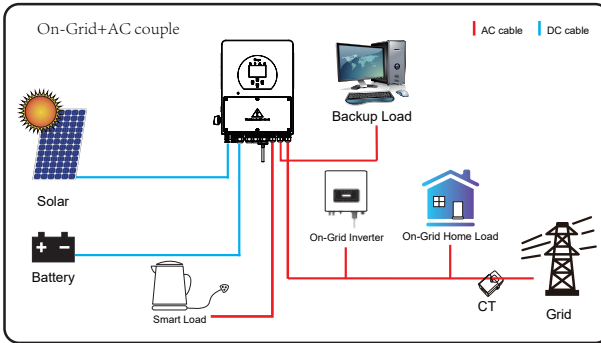 On-Grid+AC couple
AC cable
DC cable
Backup Load
Solar
On-Grid Inverter
On-Grid Home Load
Battery
CT
Grid
Smart Load